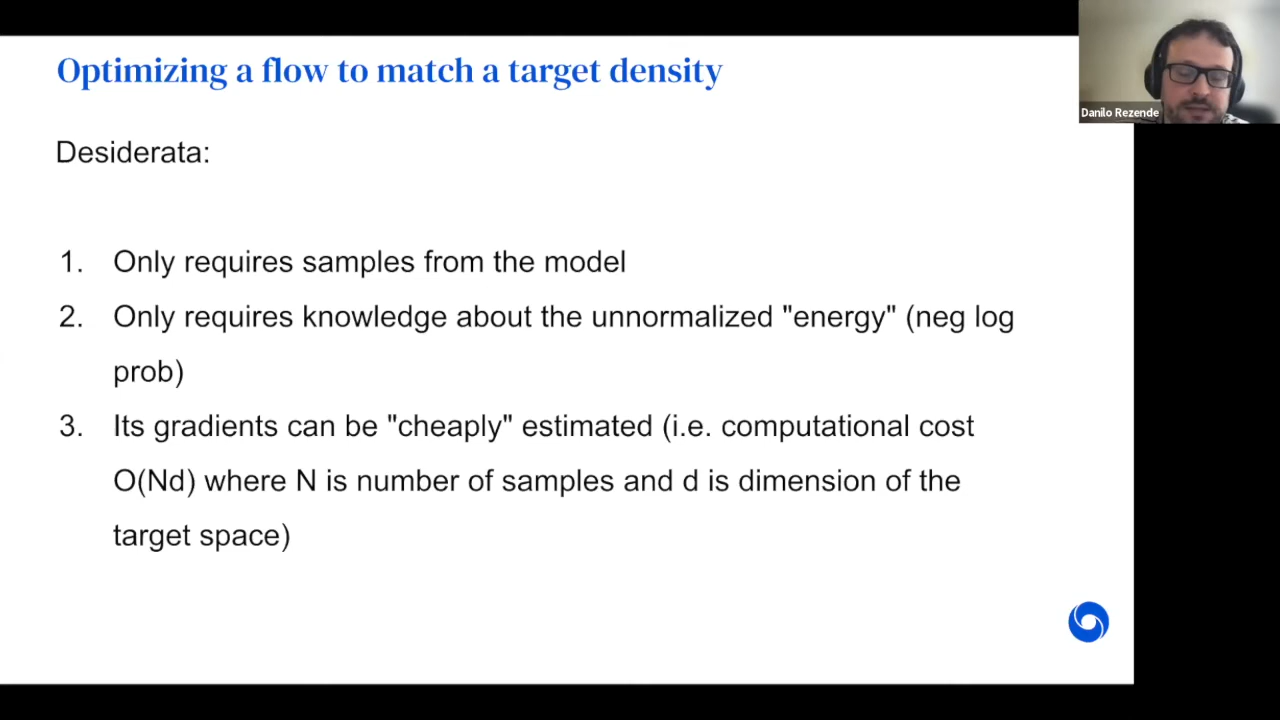 Optimizing a flow to match a target density
Danilo Rezende
Desiderata:
1. Only requires samples from the model
2. Only requires knowledge about the unnormalized "energy" (neg log
prob)
3. Its gradients can be "cheaply" estimated (i.e. computational cost
O(Nd) where N is number of samples and d is dimension of the
target space)